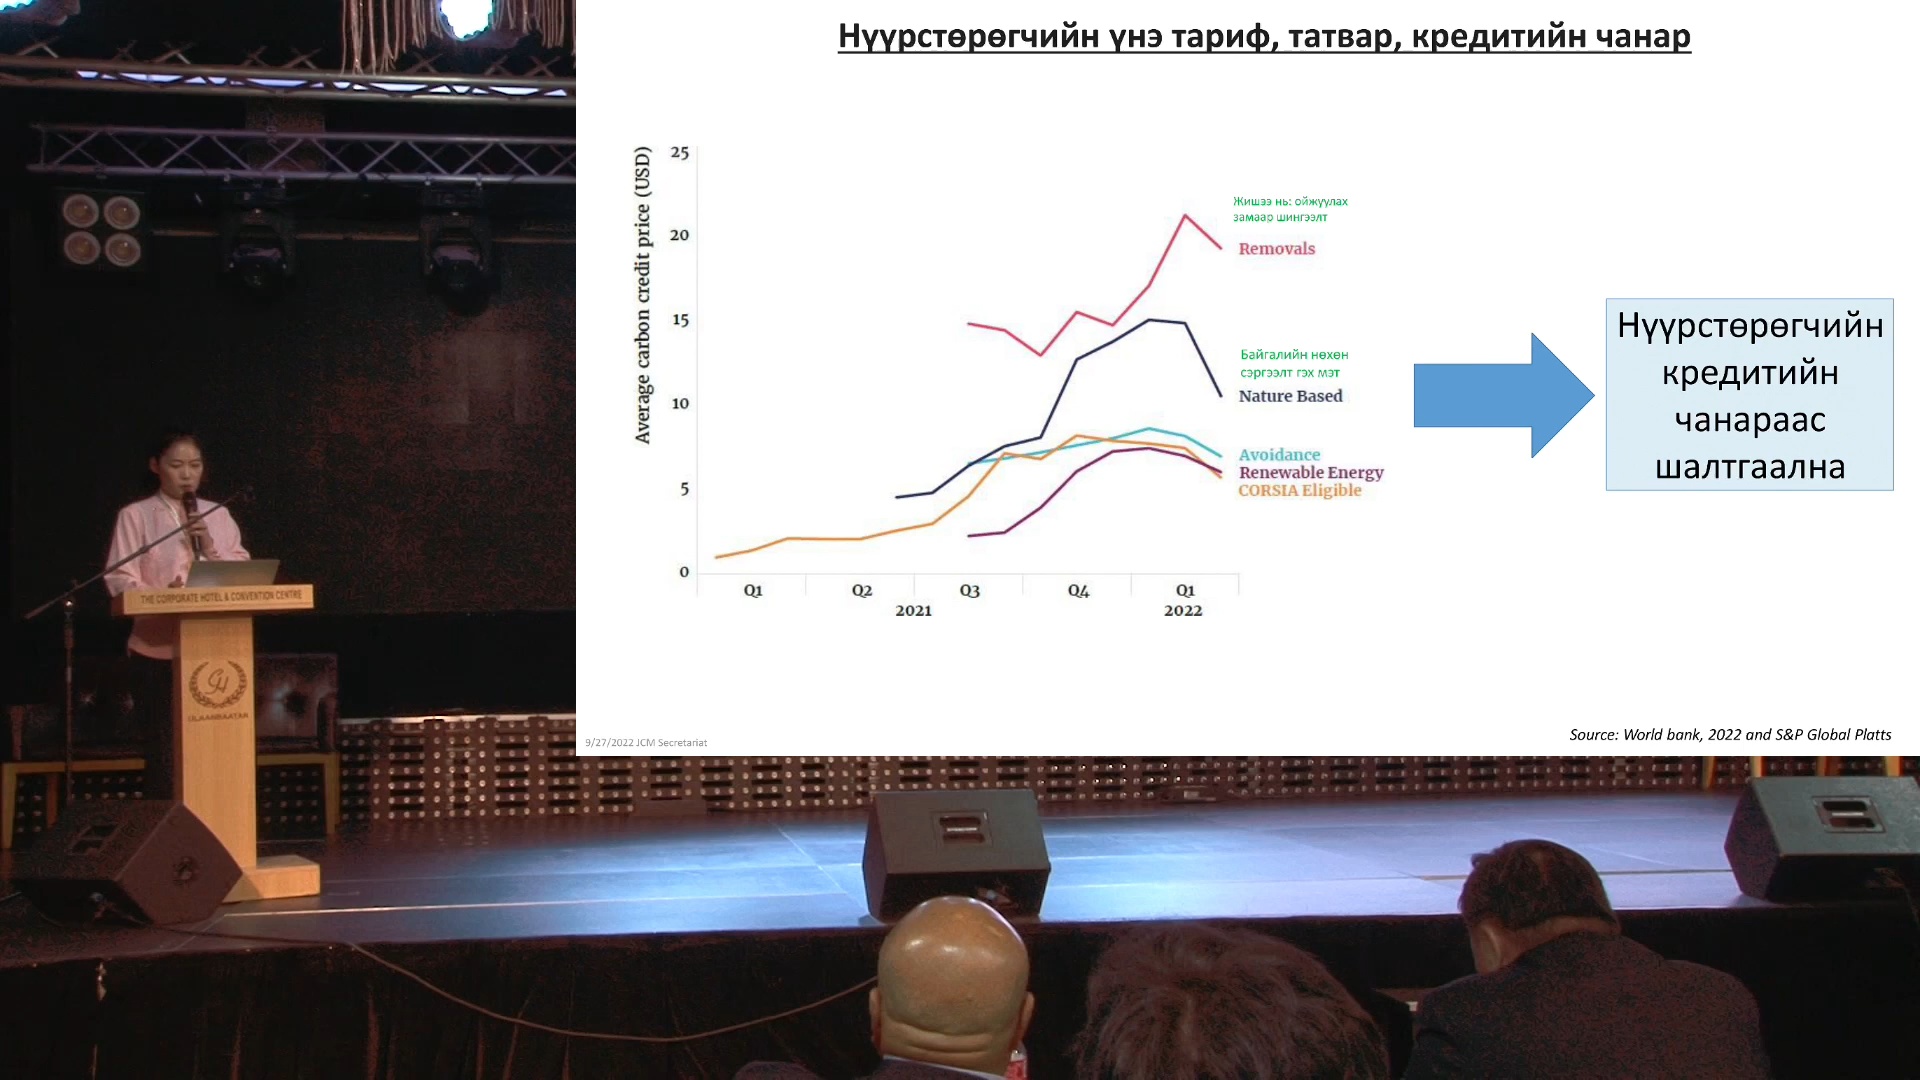 Нүүрстөрөгчийн үнэ тариф, татвар, кредитийн чанар
Average carbon credit price (USD)
25
20
15
10
5
0
Жишээ нь: ойжуулах
замаар шингээлт
Removals
Байгалийн нөхөн
сэргээлт гэх мэт
Nature Based
Avoidance
Renewable Energy
CORSIA Eligible
Q1 Q2 Q3 Q4 Q1
2021 2022
Нүүрстөрөгчийн
кредитийн
чанараас
шалтгаална
9/27/2022 JCM Secretariat
Source: World bank, 2022 and S&P Global Platts
THE CORPORATE HOTEL & CONVENTION CENTRE
GH
ULAANBAATAR